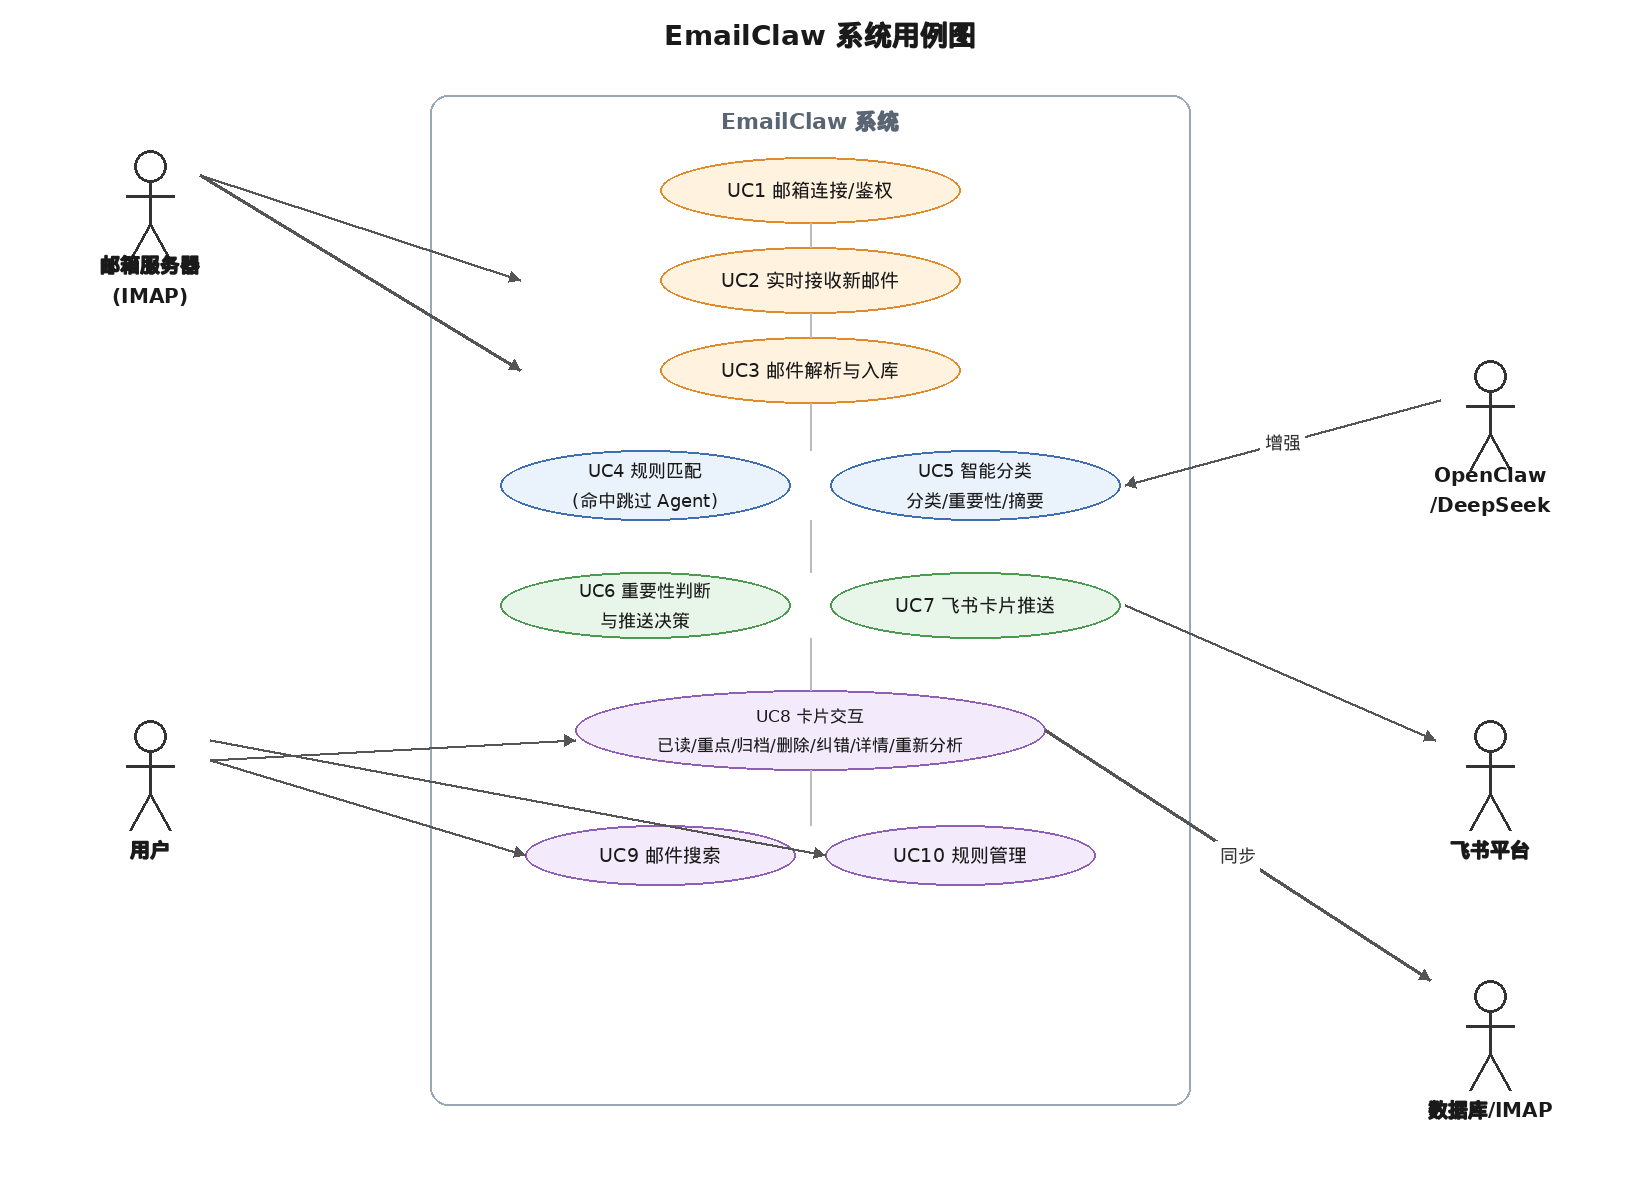 EmailClaw 系统用例图
EmailClaw 系统
UC1 邮箱连接/鉴权
UC2 实时接收新邮件
UC3 邮件解析与入库
邮箱服务器
(IMAP)
UC4 规则匹配
(命中跳过 Agent)
UC5 智能分类
分类/重要性/摘要
增强
OpenClaw
/DeepSeek
UC6 重要性判断
与推送决策
UC7 飞书卡片推送
UC8 卡片交互
已读/重点/归档/删除/纠错/详情/重新分析
用户
UC9 邮件搜索
UC10 规则管理
同步
飞书平台
数据库/IMAP